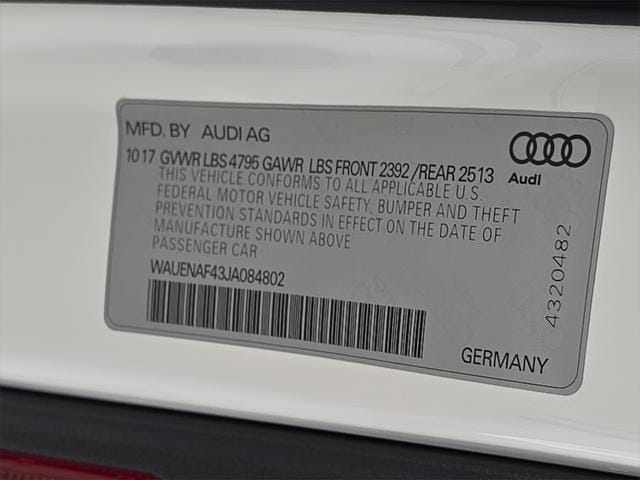 MFD. BY AUDI AG
Audi
10 17 GVWR LBS 4795 GAWR LBS FRONT 2392 / REAR 2513
THIS VEHICLE CONFORMS TO ALL APPLICABLE U.S.
FEDERAL MOTOR VEHICLE SAFETY, BUMPER AND THEFT
PREVENTION STANDARDS IN EFFECT ON THE DATE OF
MANUFACTURE SHOWN ABOVE
PASSENGER CAR
WAUENAF43JA084802
4320482
GERMANY